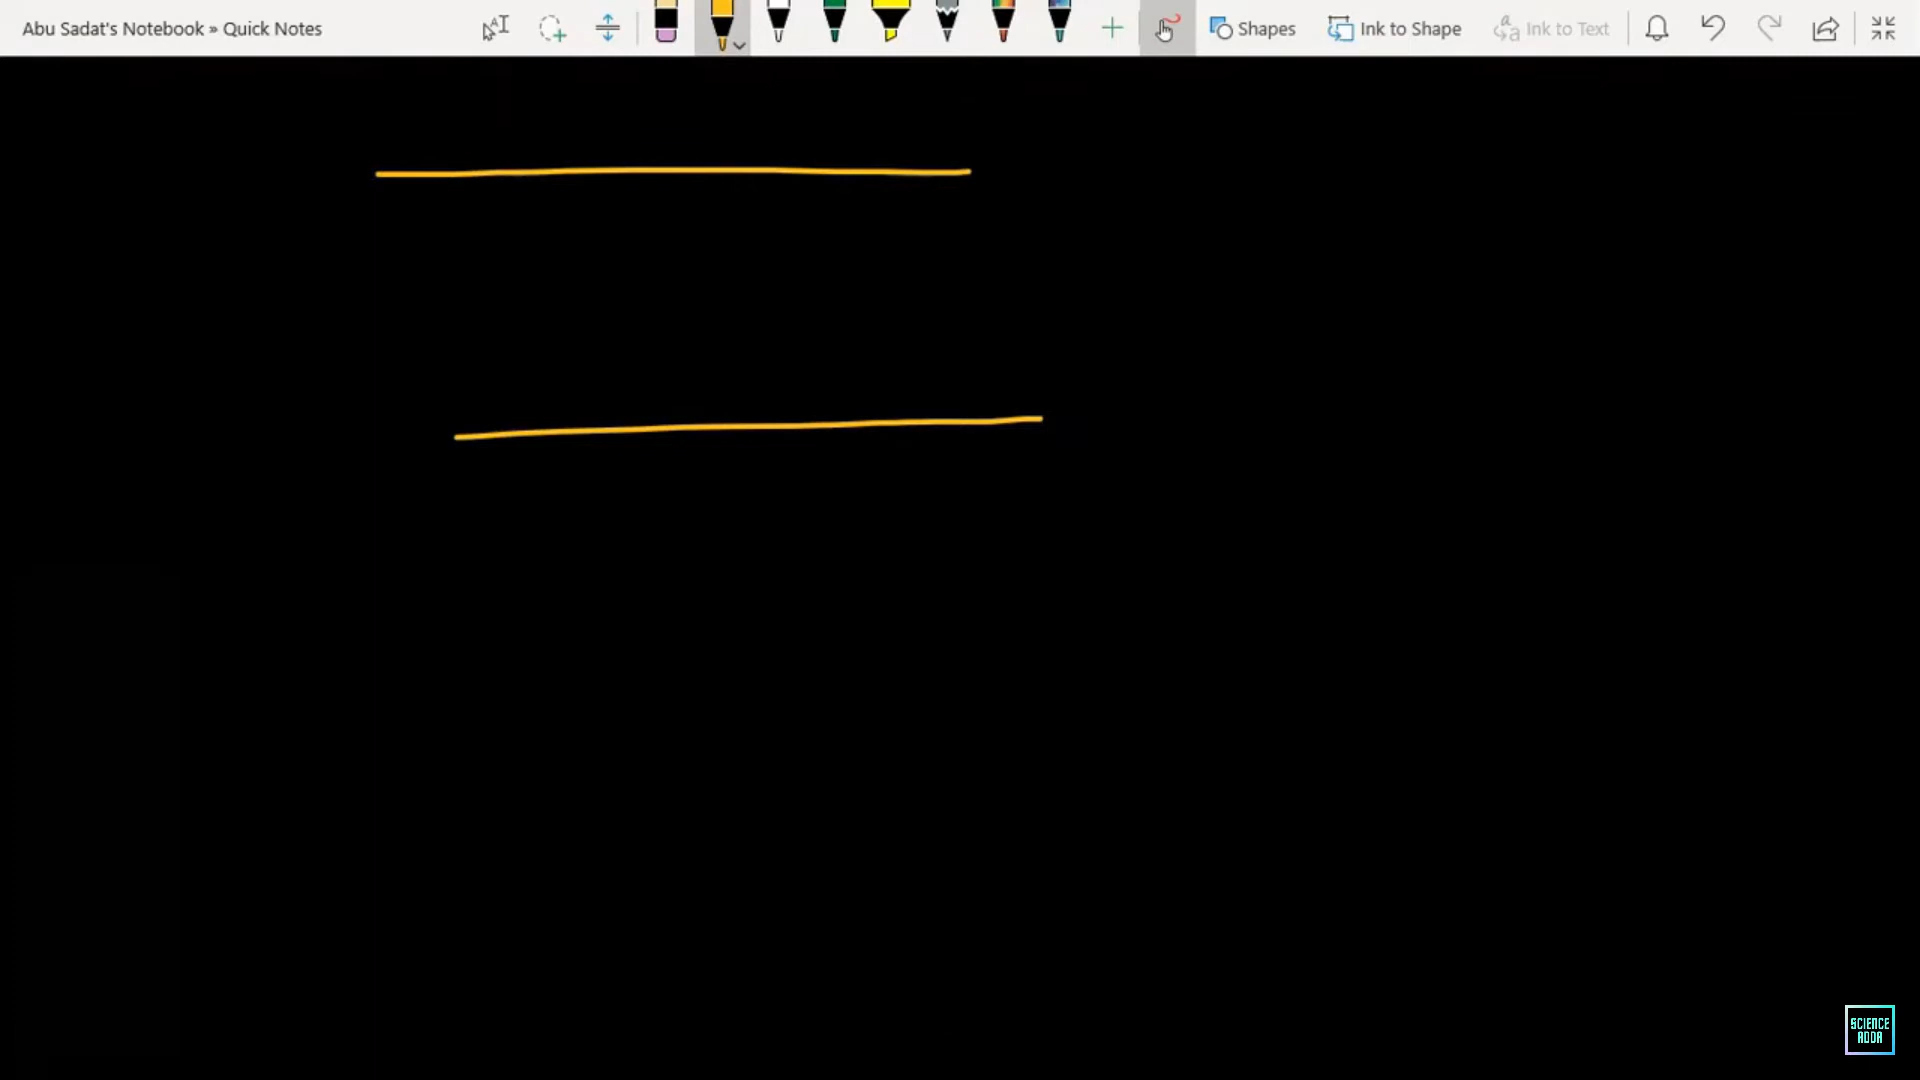 Abu Sadat's Notebook » Quick Notes Shapes Ink to Shape Ink to Text
SCIENCE
ADDA